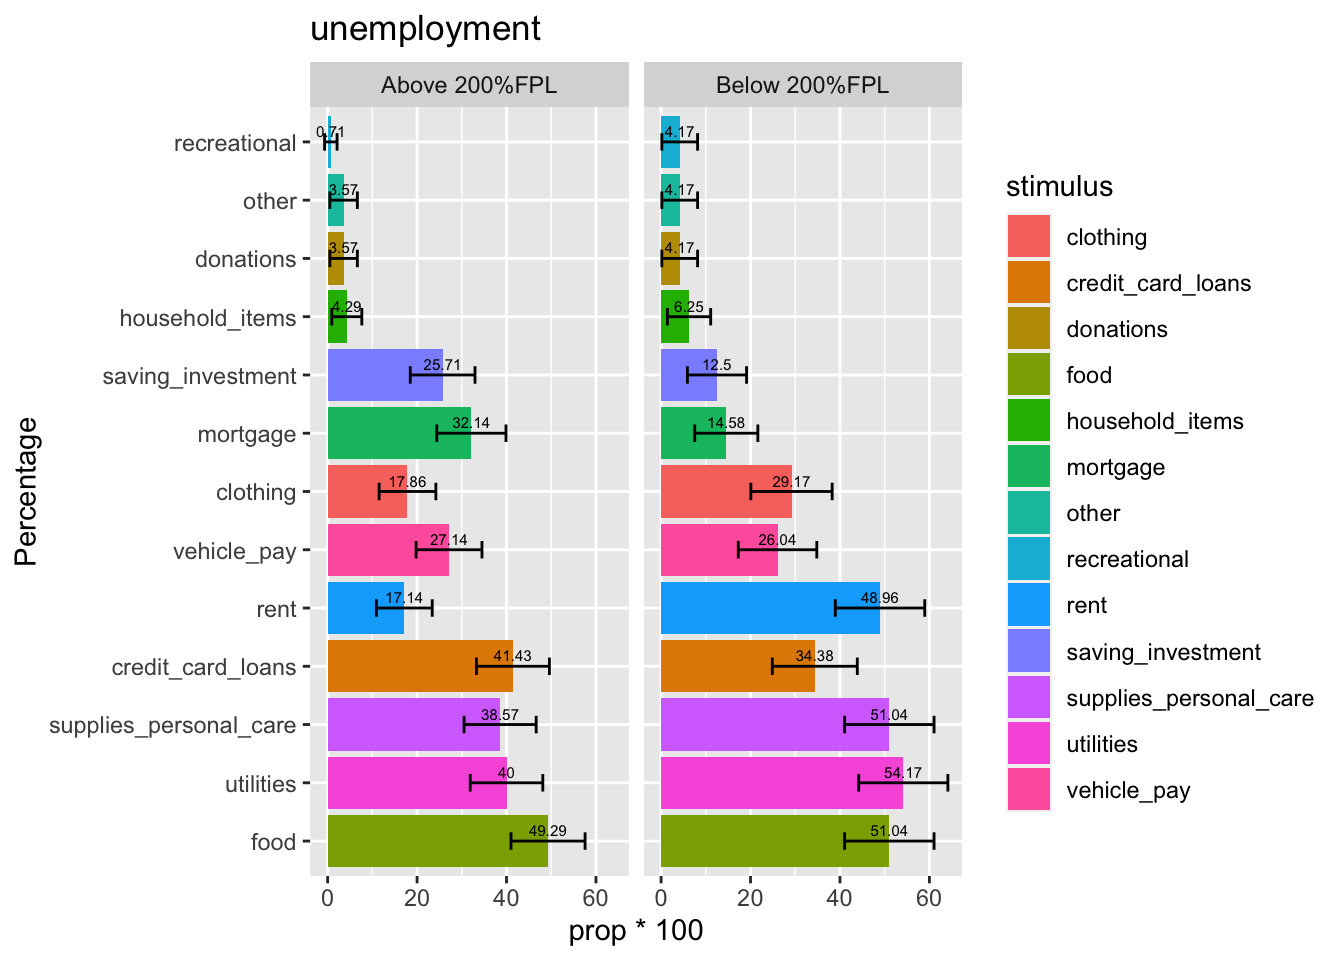 unemployment
Above 200%FPL
Below 200%FPL
Percentage
recreational
0.71
4.17
other
3.57
4.17
donations
3.57
4.17
household_items
4.29
6.25
saving_investment
25.71
12.5
mortgage
32.14
14.58
clothing
17.86
29.17
vehicle_pay
27.14
26.04
rent
17.14
48.96
credit_card_loans
41.43
34.38
supplies_personal_care
38.57
51.04
utilities
40
54.17
food
49.29
51.04
0 20 40 60
0 20 40 60
prop * 100
stimulus
clothing
credit_card_loans
donations
food
household_items
mortgage
other
recreational
rent
saving_investment
supplies_personal_care
utilities
vehicle_pay